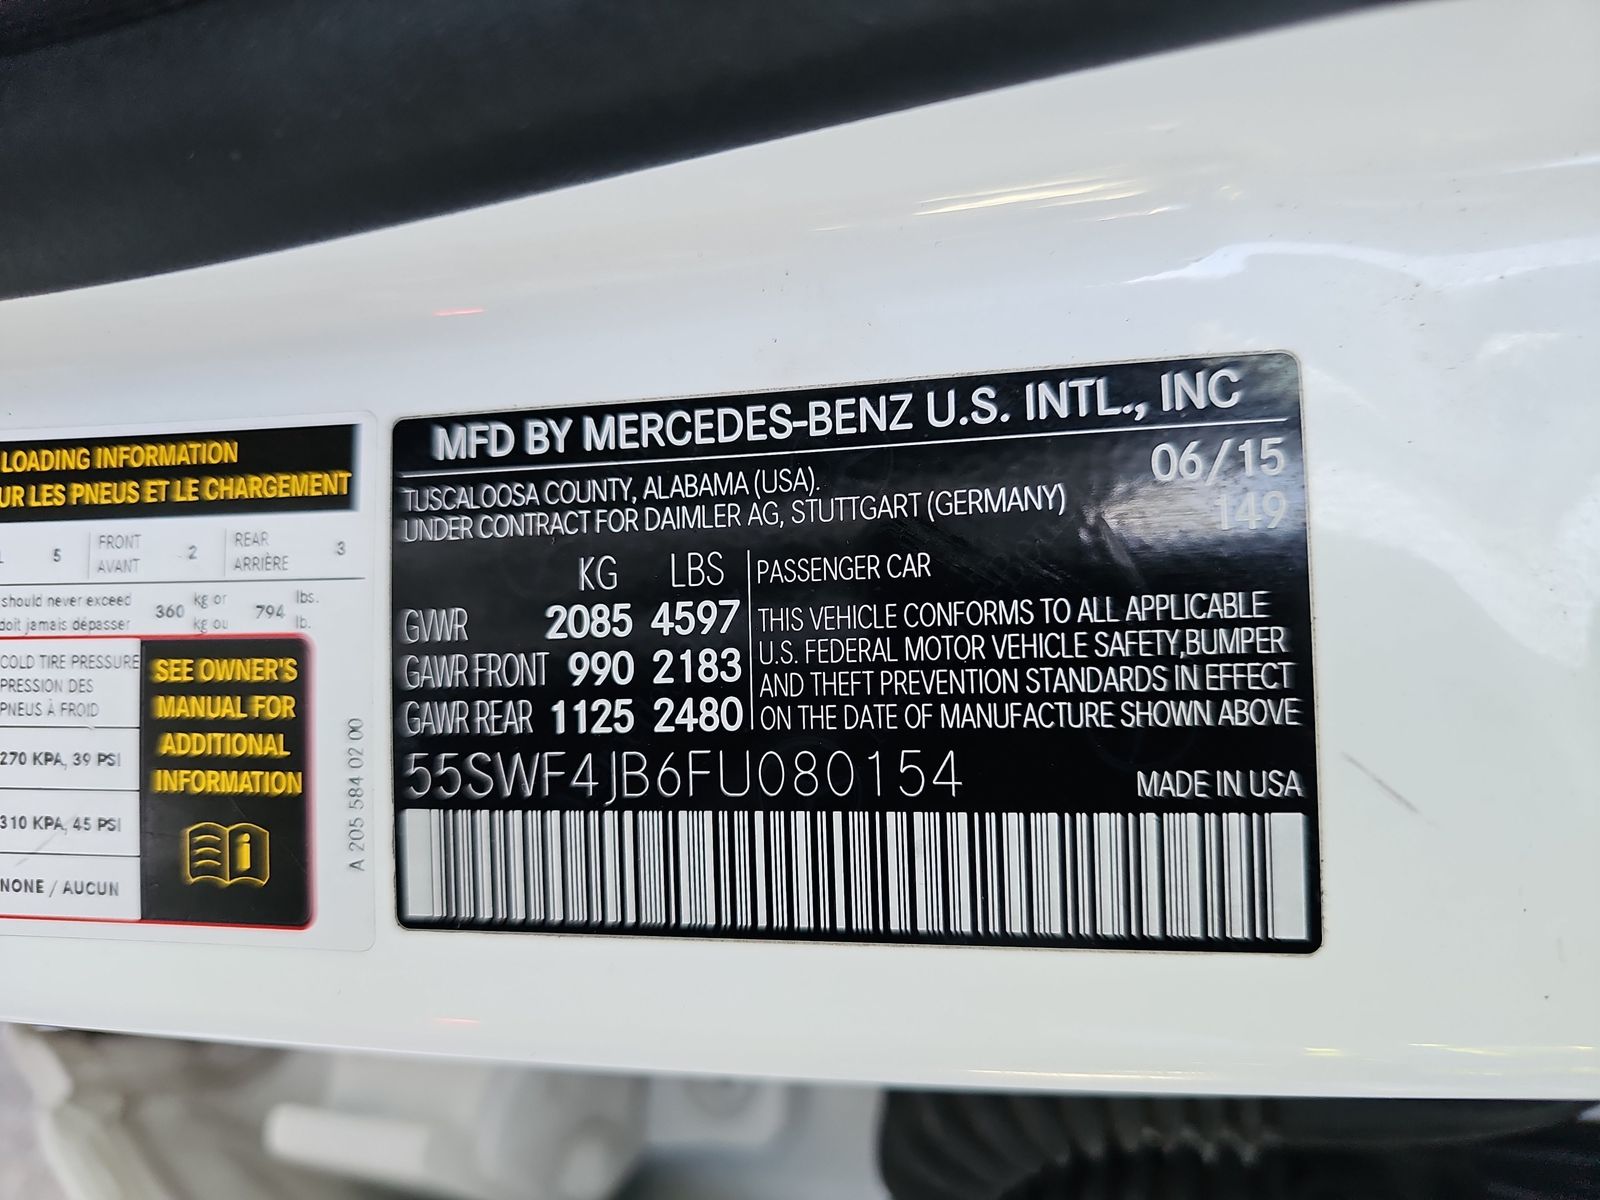 LOADING INFORMATION
UR LES PNEUS ET LE CHARGEMENT
5 FRONT 2 REAR 3
AVANT ARRIÈRE
should never exceed 360 kg or 794 lbs.
doit jamais dépasser kg ou lb.
COLD TIRE PRESSURE
PRESSION DES
PNEUS À FROID
270 KPA, 39 PSI
310 KPA, 45 PSI
NONE / AUCUN
SEE OWNER'S
MANUAL FOR
ADDITIONAL
INFORMATION
A 205 584 02 00
MFD BY MERCEDES-BENZ U.S. INTL., INC
TUSCALOOSA COUNTY, ALABAMA (USA). 06/15
UNDER CONTRACT FOR DAIMLER AG, STUTTGART (GERMANY) 149
KG LBS
GVWR 2085 4597
GAWR FRONT 990 2183
GAWR REAR 1125 2480
PASSENGER CAR
THIS VEHICLE CONFORMS TO ALL APPLICABLE
U.S. FEDERAL MOTOR VEHICLE SAFETY,BUMPER
AND THEFT PREVENTION STANDARDS IN EFFECT
ON THE DATE OF MANUFACTURE SHOWN ABOVE
55SWF4JB6FU080154
MADE IN USA